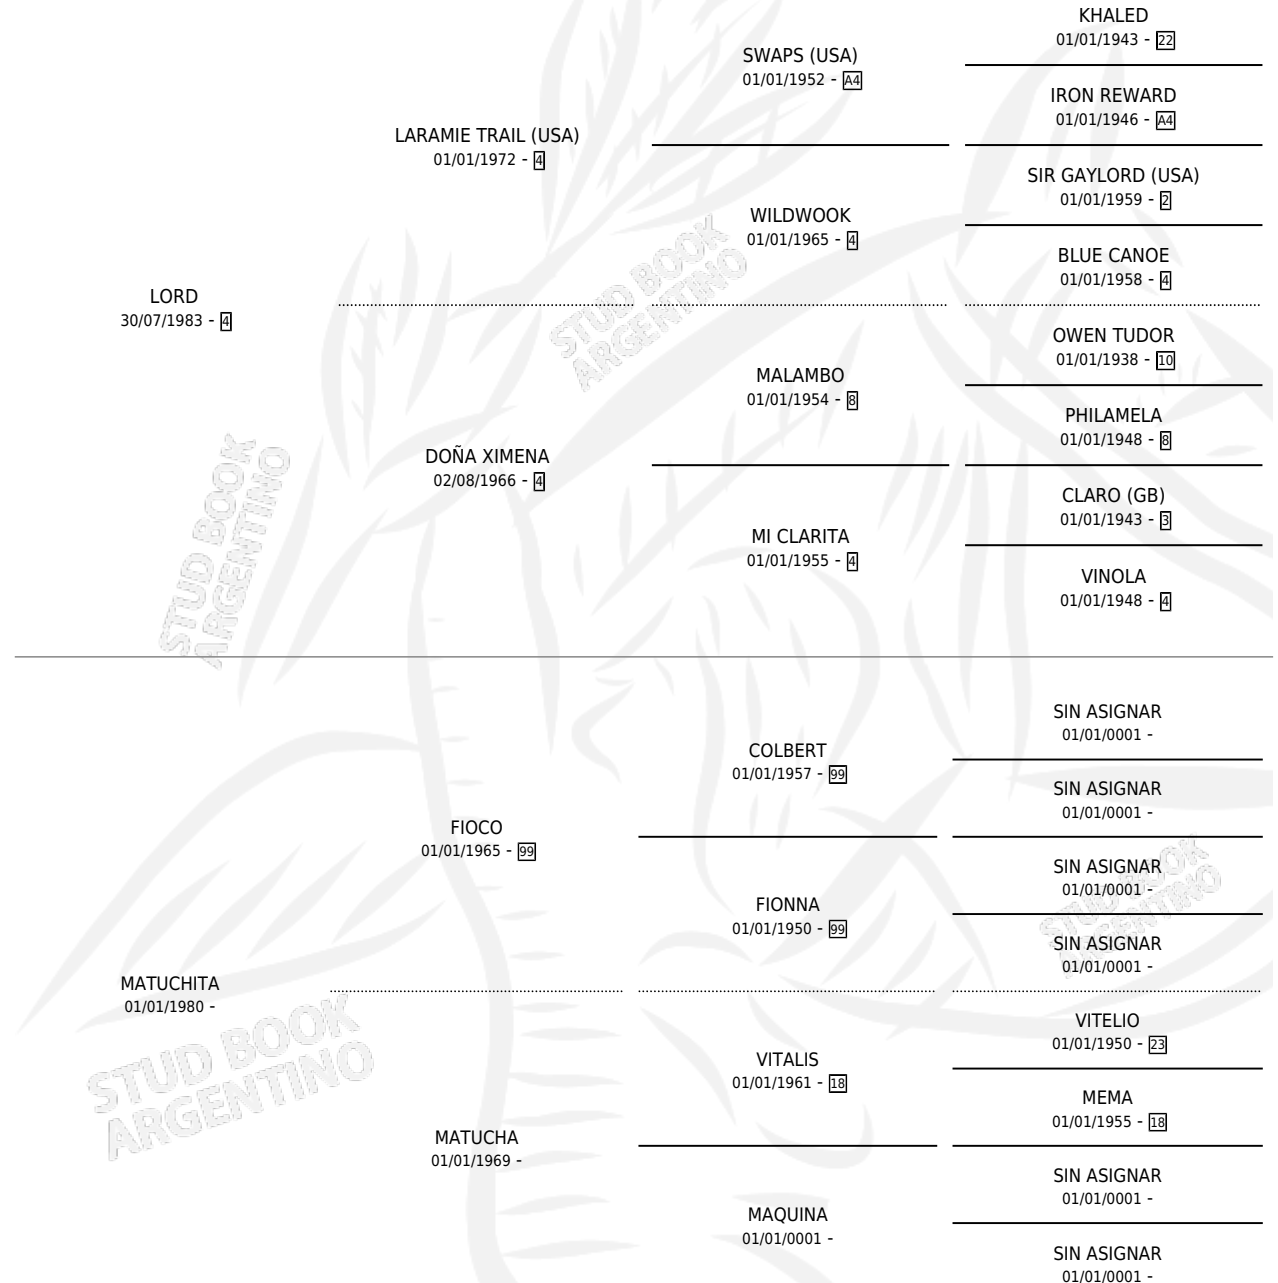 KHALED
01/01/1943 - 22
SWAPS (USA)
01/01/1952 - A4
IRON REWARD
01/01/1946 - A4
LARAMIE TRAIL (USA)
01/01/1972 - 4
SIR GAYLORD (USA)
01/01/1959 - 2
WILDWOOK
01/01/1965 - 4
BLUE CANOE
01/01/1958 - 4
LORD
30/07/1983 - 4
OWEN TUDOR
01/01/1938 - 10
MALAMBO
01/01/1954 - 8
PHILAMELA
01/01/1948 - 8
DOÑA XIMENA
02/08/1966 - 4
CLARO (GB)
01/01/1943 - 3
MI CLARITA
01/01/1955 - 4
VINOLA
01/01/1948 - 4
SIN ASIGNAR
01/01/0001 -
COLBERT
01/01/1957 - 99
SIN ASIGNAR
01/01/0001 -
FIOCO
01/01/1965 - 99
SIN ASIGNAR
01/01/0001 -
FIONNA
01/01/1950 - 99
SIN ASIGNAR
01/01/0001 -
MATUCHITA
01/01/1980 -
VITELIO
01/01/1950 - 23
VITALIS
01/01/1961 - 18
MEMA
01/01/1955 - 18
MATUCHA
01/01/1969 -
SIN ASIGNAR
01/01/0001 -
MAQUINA
01/01/0001 -
SIN ASIGNAR
01/01/0001 -
STUD BOOK
ARGENTINO
STUD BOOK
ARGENTINO
STUD BOOK
ARGENTINO
STUD BOOK
ARGENTINO